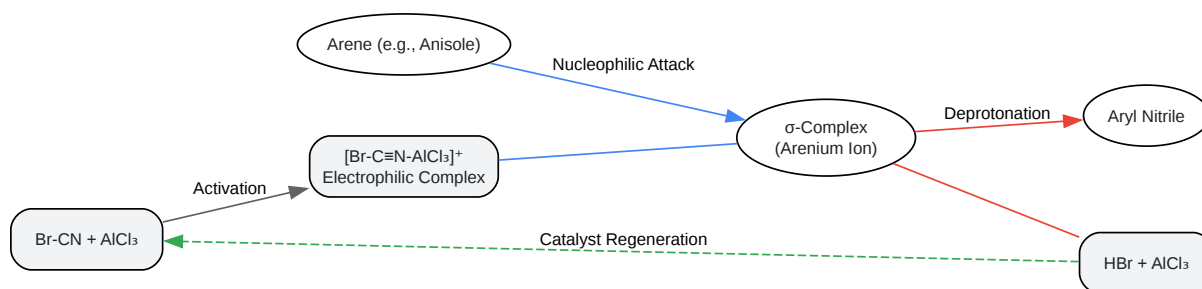 Arene (e.g., Anisole)
Nucleophilic Attack
Deprotonation
Aryl Nitrile
σ-Complex
(Arenium Ion)
[Br-C≡N-AlCl₃]⁺
Electrophilic Complex
Activation
Br-CN + AlCl₃
Catalyst Regeneration
HBr + AlCl₃